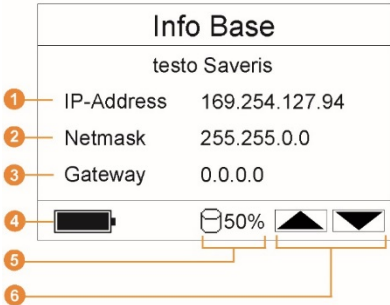 Info Base
testo Saveris
1 IP-Address 169.254.127.94
2 Netmask 255.255.0.0
3 Gateway 0.0.0.0
4 50%
5
6